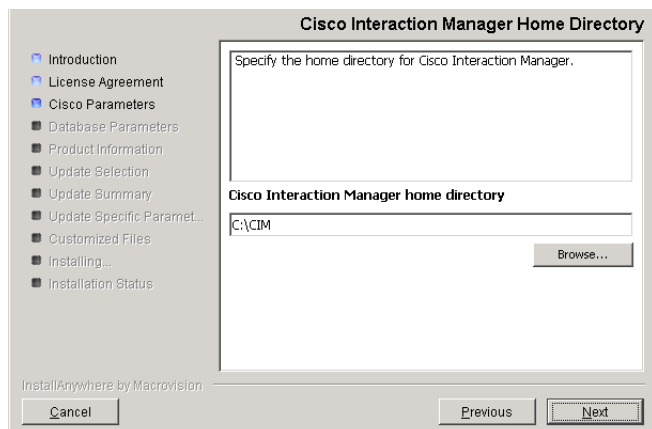 Cisco Interaction Manager Home Directory
Introduction
License Agreement
Cisco Parameters
Database Parameters
Product Information
Update Selection
Update Summary
Update Specific Paramet...
Customized Files
Installing...
Installation Status
Specify the home directory for Cisco Interaction Manager.
Cisco Interaction Manager home directory
C:\CIM
Browse...
InstallAnywhere by Macrovision
Cancel
Previous
Next